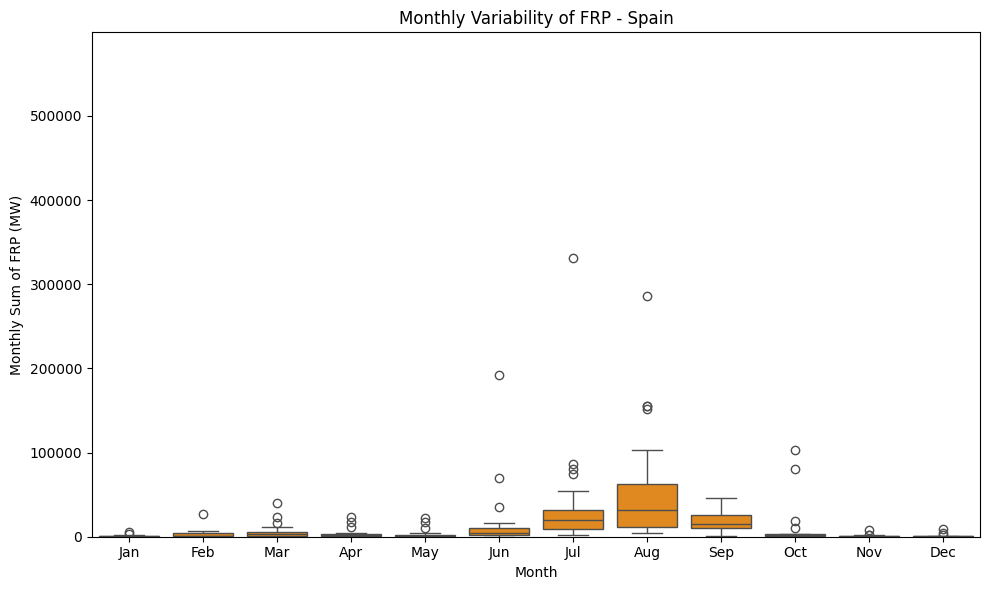 Monthly Variability of FRP - Spain
Monthly Sum of FRP (MW)
500000
400000
300000
200000
100000
0
Jan Feb Mar Apr May Jun Jul Aug Sep Oct Nov Dec
Month